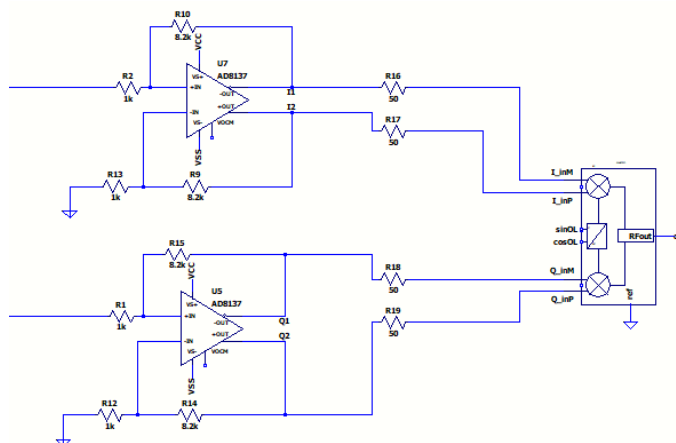 R10
8.2k
VCC
U7
AD8137
R2
1k
VS+
+IN
-OUT
+OUT
-IN
VS-
VOCM
I1
I2
VSS
R16
50
R17
50
R13
1k
R9
8.2k
I_inM
I_inP
sinOL
cosOL
RFout
Q_inM
Q_inP
ref
R15
8.2k
VCC
U5
AD8137
R1
1k
VS+
+IN
-OUT
+OUT
-IN
VS-
VOCM
Q1
Q2
VSS
R18
50
R19
50
R12
1k
R14
8.2k